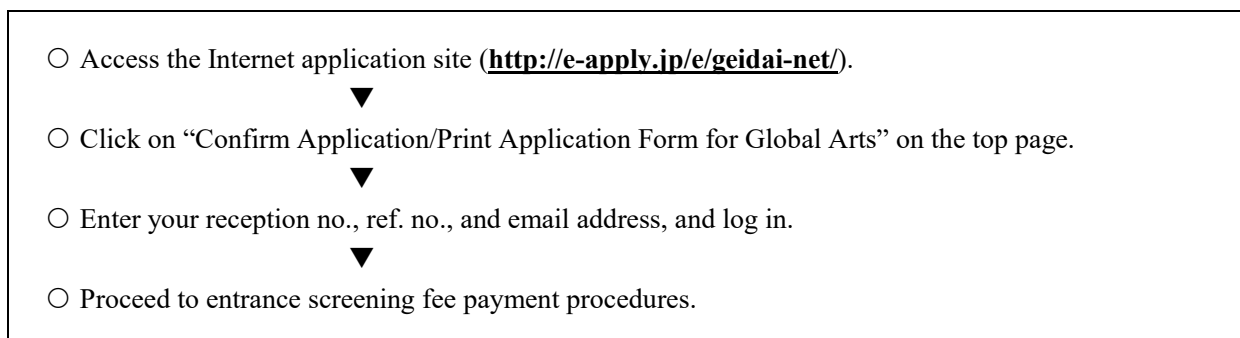 ○ Access the Internet application site (http://e-apply.jp/e/geidai-net/).
▼
○ Click on “Confirm Application/Print Application Form for Global Arts” on the top page.
▼
○ Enter your reception no., ref. no., and email address, and log in.
▼
○ Proceed to entrance screening fee payment procedures.